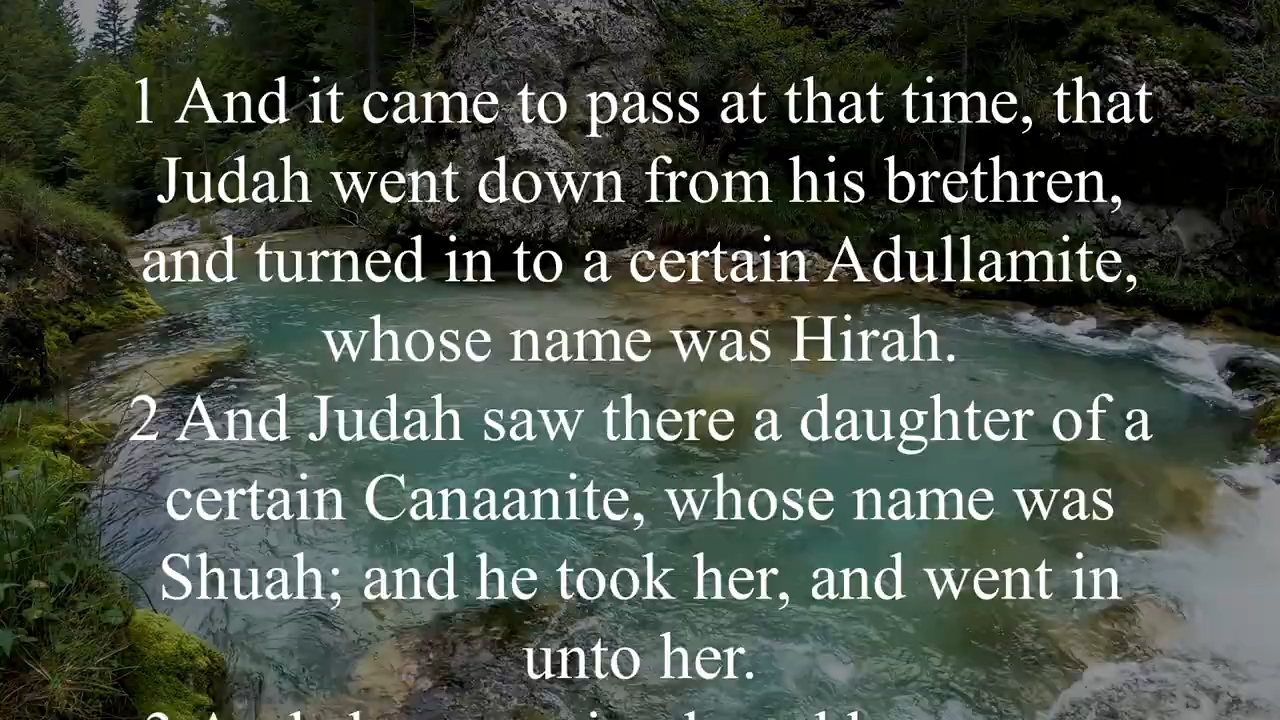 1 And it came to pass at that time, that
Judah went down from his brethren,
and turned in to a certain Adullamite,
whose name was Hirah.
2 And Judah saw there a daughter of a
certain Canaanite, whose name was
Shuah; and he took her, and went in
unto her.